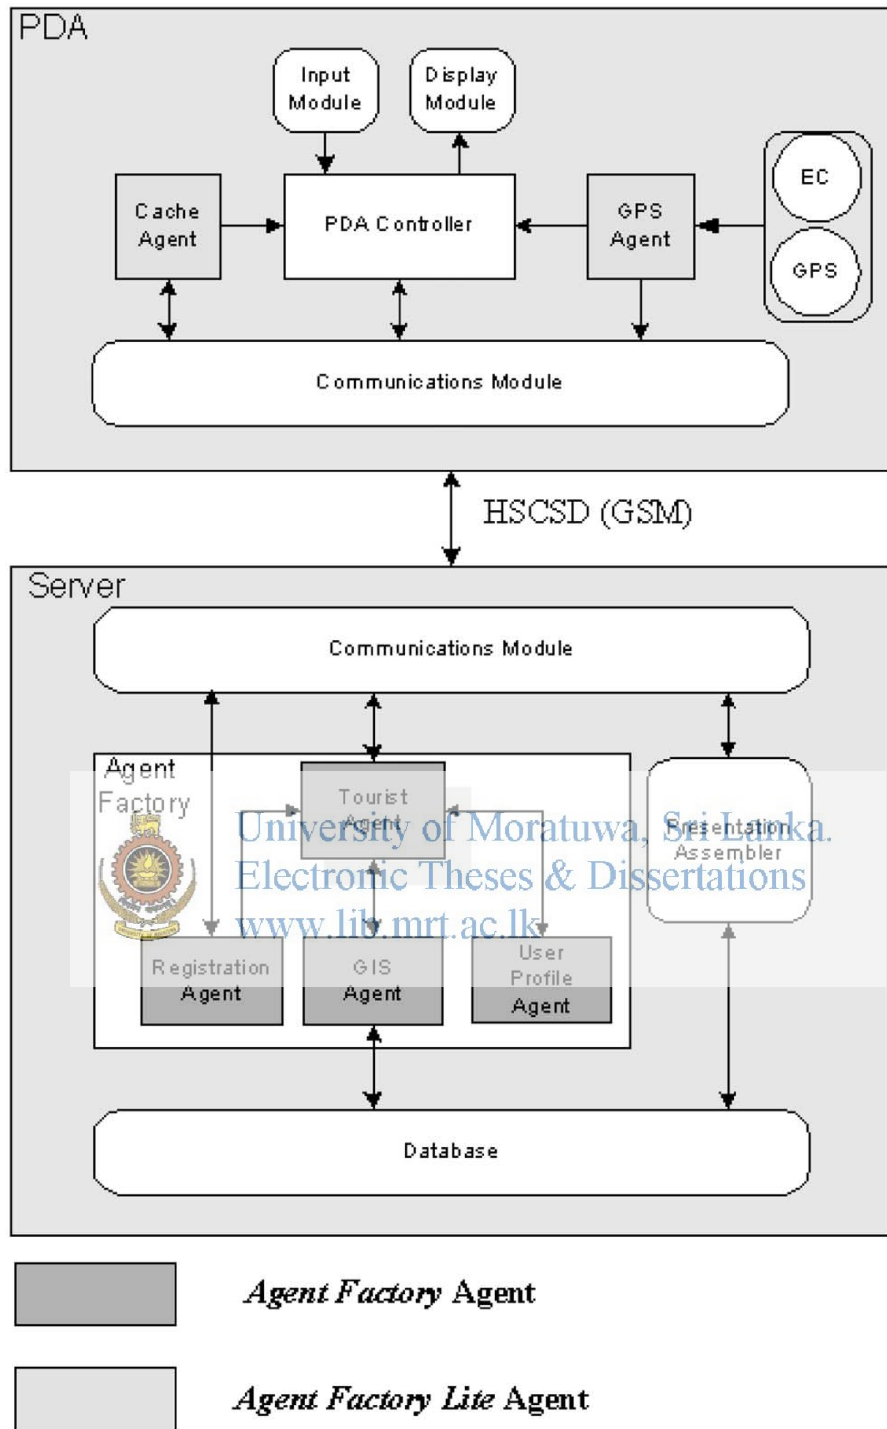 PDA
Input
Module
Display
Module
Cache
Agent
PDA Controller
GPS
Agent
EC
GPS
Communications Module
HSCSD (GSM)
Server
Communications Module
Agent
Factory
Tourist
Agent
Presentation
Assembler
University of Moratuwa, Sri Lanka.
Electronic Theses & Dissertations
www.lib.mrt.ac.lk
Registration
Agent
GIS
Agent
User
Profile
Agent
Database
Agent Factory Agent
Agent Factory Lite Agent